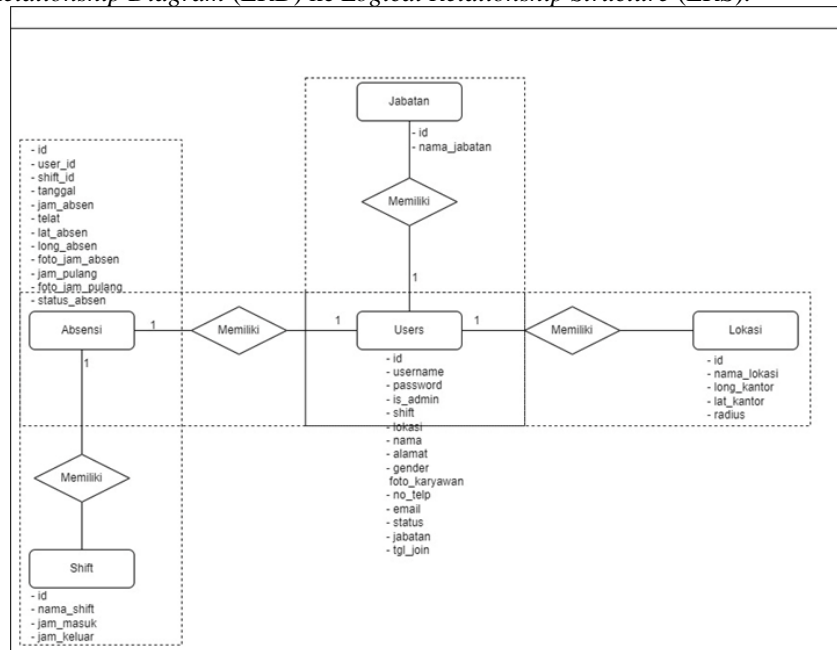 Relationship Diagram (ERD) ke Logical Relationship Structure (LRS).
Jabatan
- id
- nama_jabatan
Memiliki
1
- id
- user_id
- shift_id
- tanggal
- jam_absen
- telat
- lat_absen
- long_absen
- foto_jam_absen
- jam_pulang
- foto_jam_pulang
- status_absen
Absensi
1
Memiliki
1
Users
1
Memiliki
Lokasi
- id
- username
- password
- is_admin
- shift
- lokasi
- nama
- alamat
- gender
foto_karyawan
- no_telp
- email
- status
- jabatan
- tgl_join
- id
- nama_lokasi
- long_kantor
- lat_kantor
- radius
1
Memiliki
Shift
- id
- nama_shift
- jam_masuk
- jam_keluar